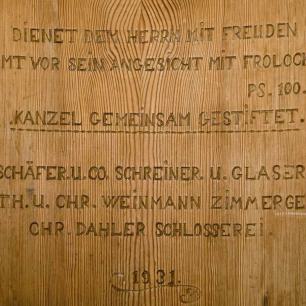 DIENET DEM HERRN MIT FREUDEN
MT VOR SEIN ANGESICHT MIT FROLOC
PS. 100.
KANZEL GEMEINSAM GESTIFTET.
SCHÄFER. U. CO. SCHREINER. U. GLASER
TH. U. CHR. WEINMANN ZIMMERGE
CHR. DAHLER SCHLOSSEREI.
1931.